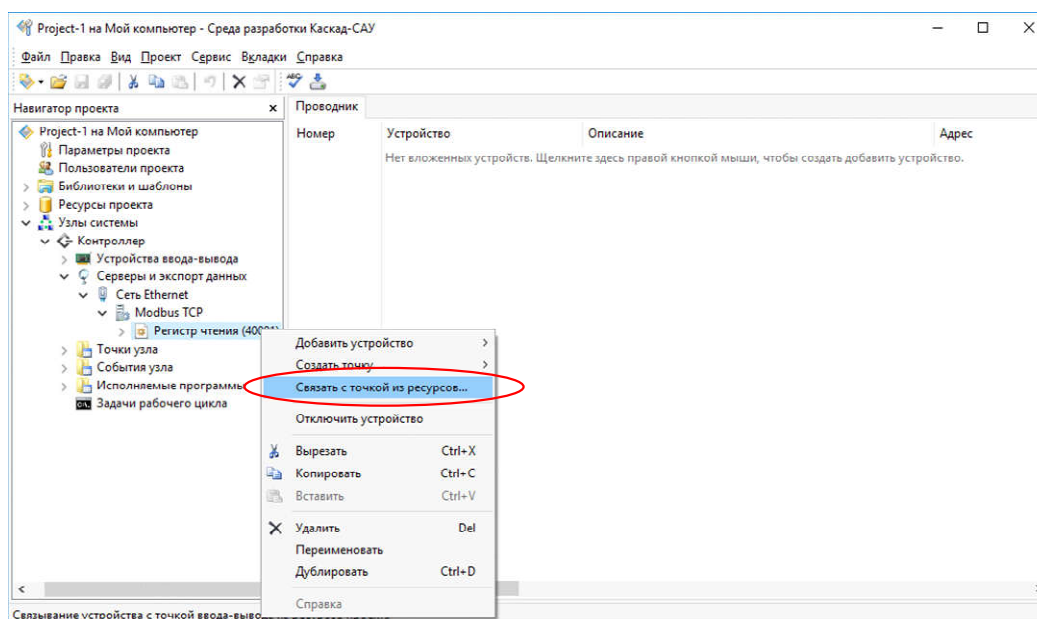 Project-1 на Мой компьютер - Среда разработки Каскад-САУ
Файл Правка Вид Проект Сервис Вкладки Справка
Навигатор проекта
Проводник
Project-1 на Мой компьютер
Параметры проекта
Пользователи проекта
Библиотеки и шаблоны
Ресурсы проекта
Узлы системы
Контроллер
Устройства ввода-вывода
Серверы и экспорт данных
Сеть Ethernet
Modbus TCP
Регистр чтения
Точки узла
События узла
Исполняемые программы
Задачи рабочего цикла
Номер Устройство Описание Адрес
Нет вложенных устройств. Щелкните здесь правой кнопкой мыши, чтобы создать добавить устройство.
Добавить устройство
Создать точку
Связать с точкой из ресурсов...
Отключить устройство
Вырезать Ctrl+X
Копировать Ctrl+C
Вставить Ctrl+V
Удалить Del
Переименовать
Дублировать Ctrl+D
Справка
Связывание устройства с точкой